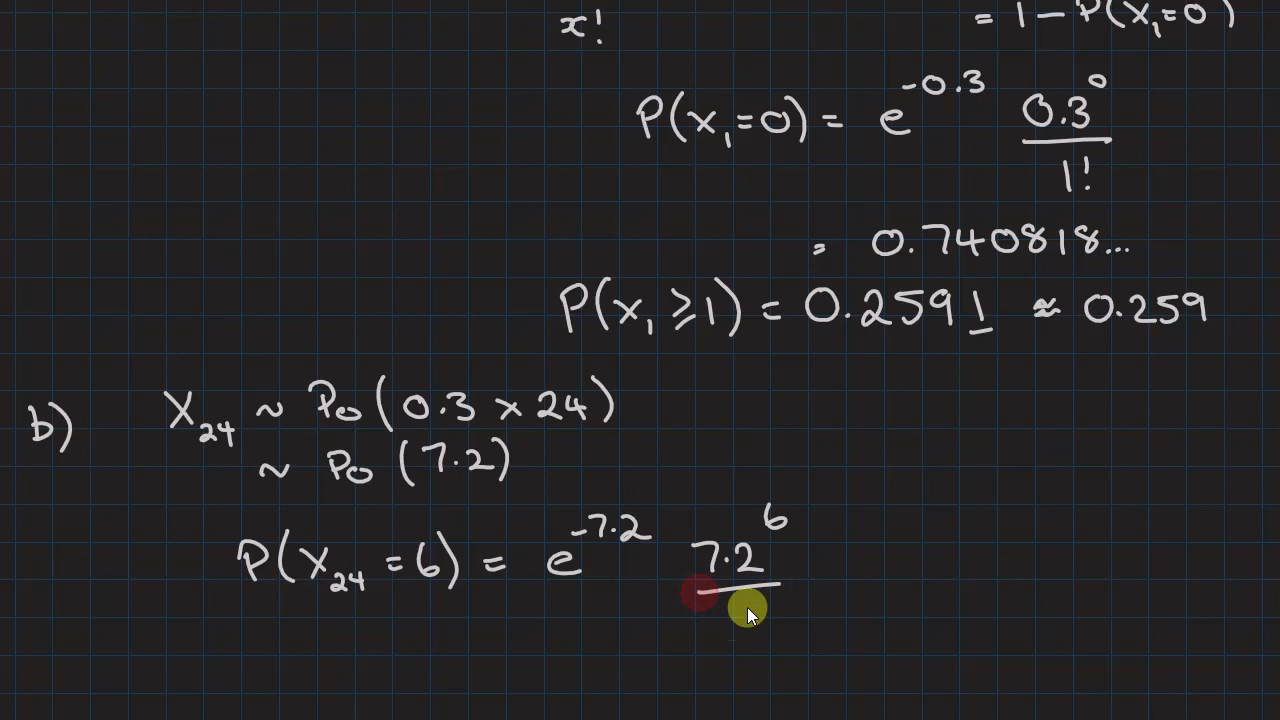 x!
= 1 - P(X₁=0)
P(X₁=0) = e^-0.3 0.3^0 / 1!
= 0.740818...
P(X₁ ≥ 1) = 0.2591 ≈ 0.259
b) X₂₄ ~ Po (0.3 × 24)
~ Po (7.2)
P(X₂₄ = 6) = e^-7.2 7.2^6